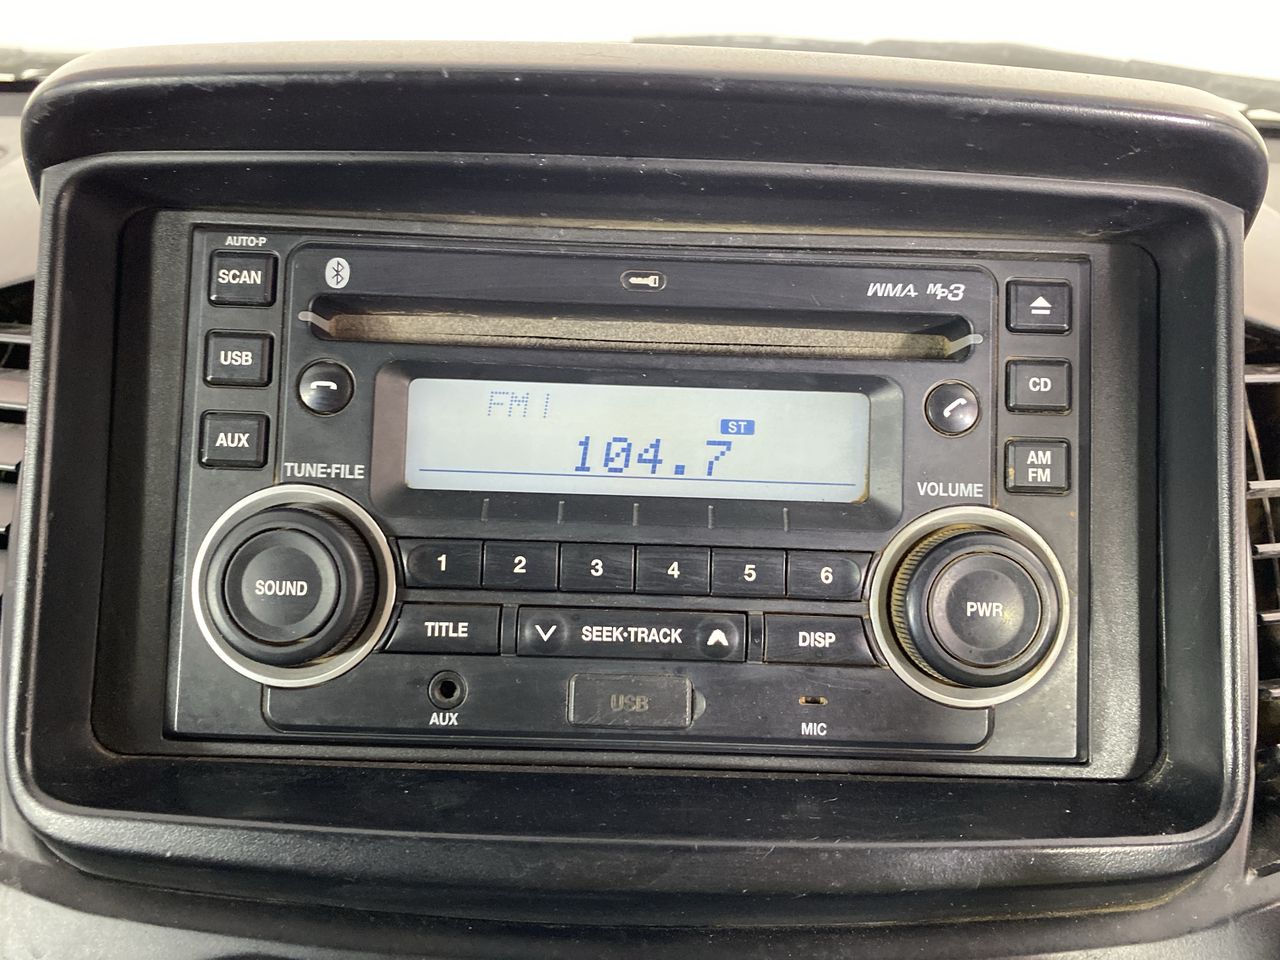 AUTO-P
SCAN
WMA MP3
USB
CD
AUX
FM1
ST
104.7
AM
FM
TUNE•FILE
VOLUME
1 2 3 4 5 6
SOUND
PWR
TITLE
SEEK•TRACK
DISP
AUX
USB
MIC